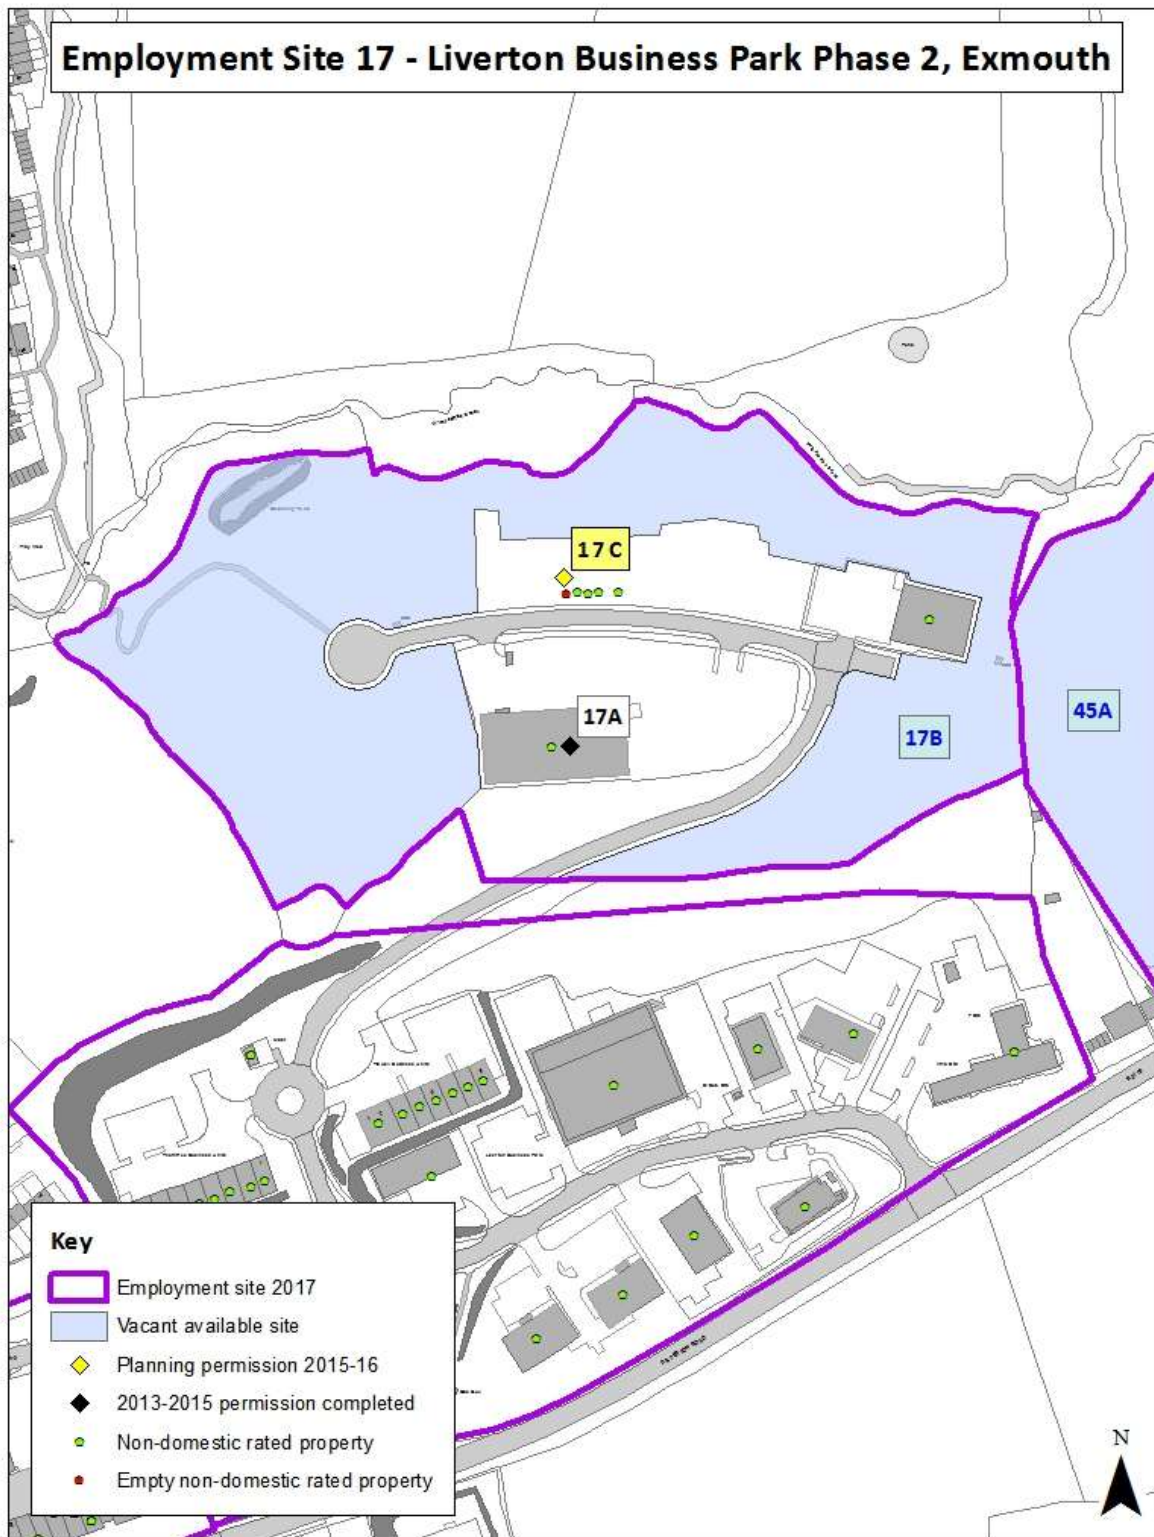 Employment Site 17 - Liverton Business Park Phase 2, Exmouth
17C
17A
17B
45A
Key
Employment site 2017
Vacant available site
Planning permission 2015-16
2013-2015 permission completed
Non-domestic rated property
Empty non-domestic rated property
N